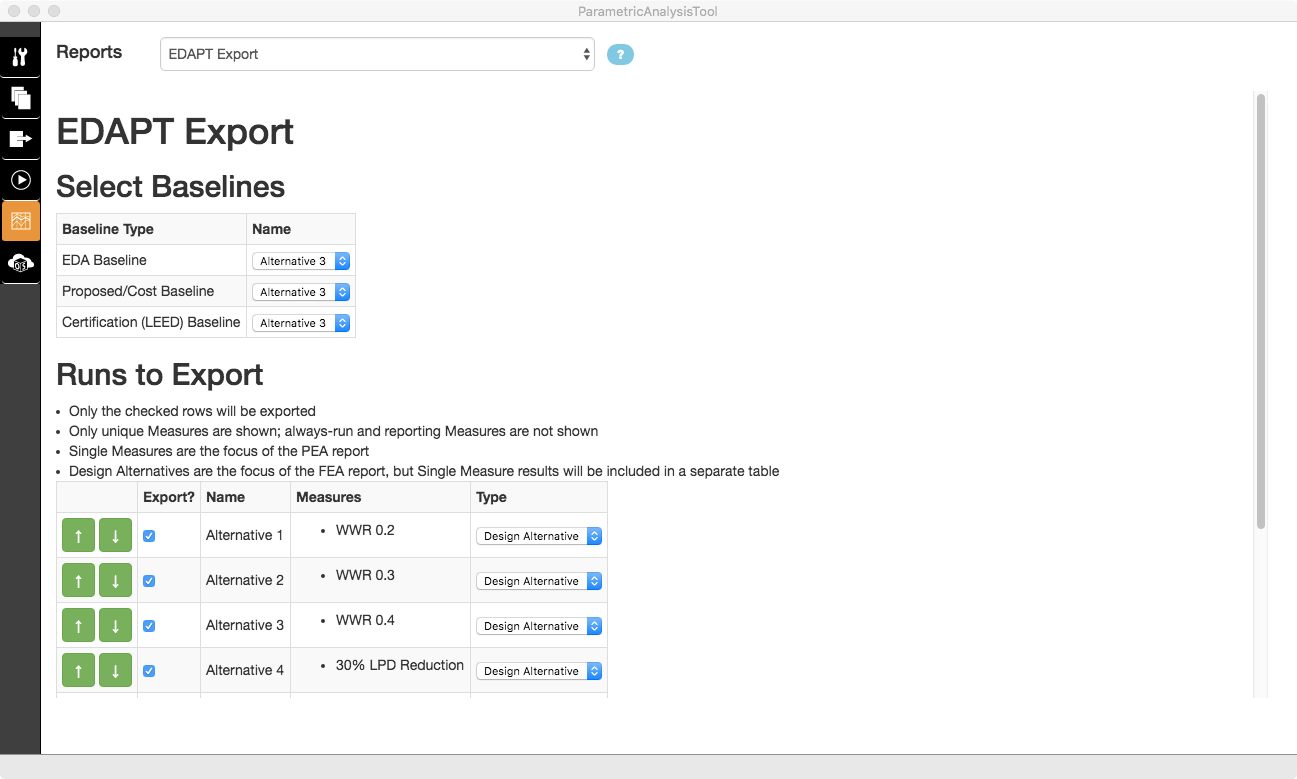 ParametricAnalysisTool
Reports
EDAPT Export
?
EDAPT Export
Select Baselines
Baseline Type Name
EDA Baseline Alternative 3
Proposed/Cost Baseline Alternative 3
Certification (LEED) Baseline Alternative 3
Runs to Export
• Only the checked rows will be exported
• Only unique Measures are shown; always-run and reporting Measures are not shown
• Single Measures are the focus of the PEA report
• Design Alternatives are the focus of the FEA report, but Single Measure results will be included in a separate table
Export? Name Measures Type
↑ ↓ Alternative 1 • WWR 0.2 Design Alternative
↑ ↓ Alternative 2 • WWR 0.3 Design Alternative
↑ ↓ Alternative 3 • WWR 0.4 Design Alternative
↑ ↓ Alternative 4 • 30% LPD Reduction Design Alternative